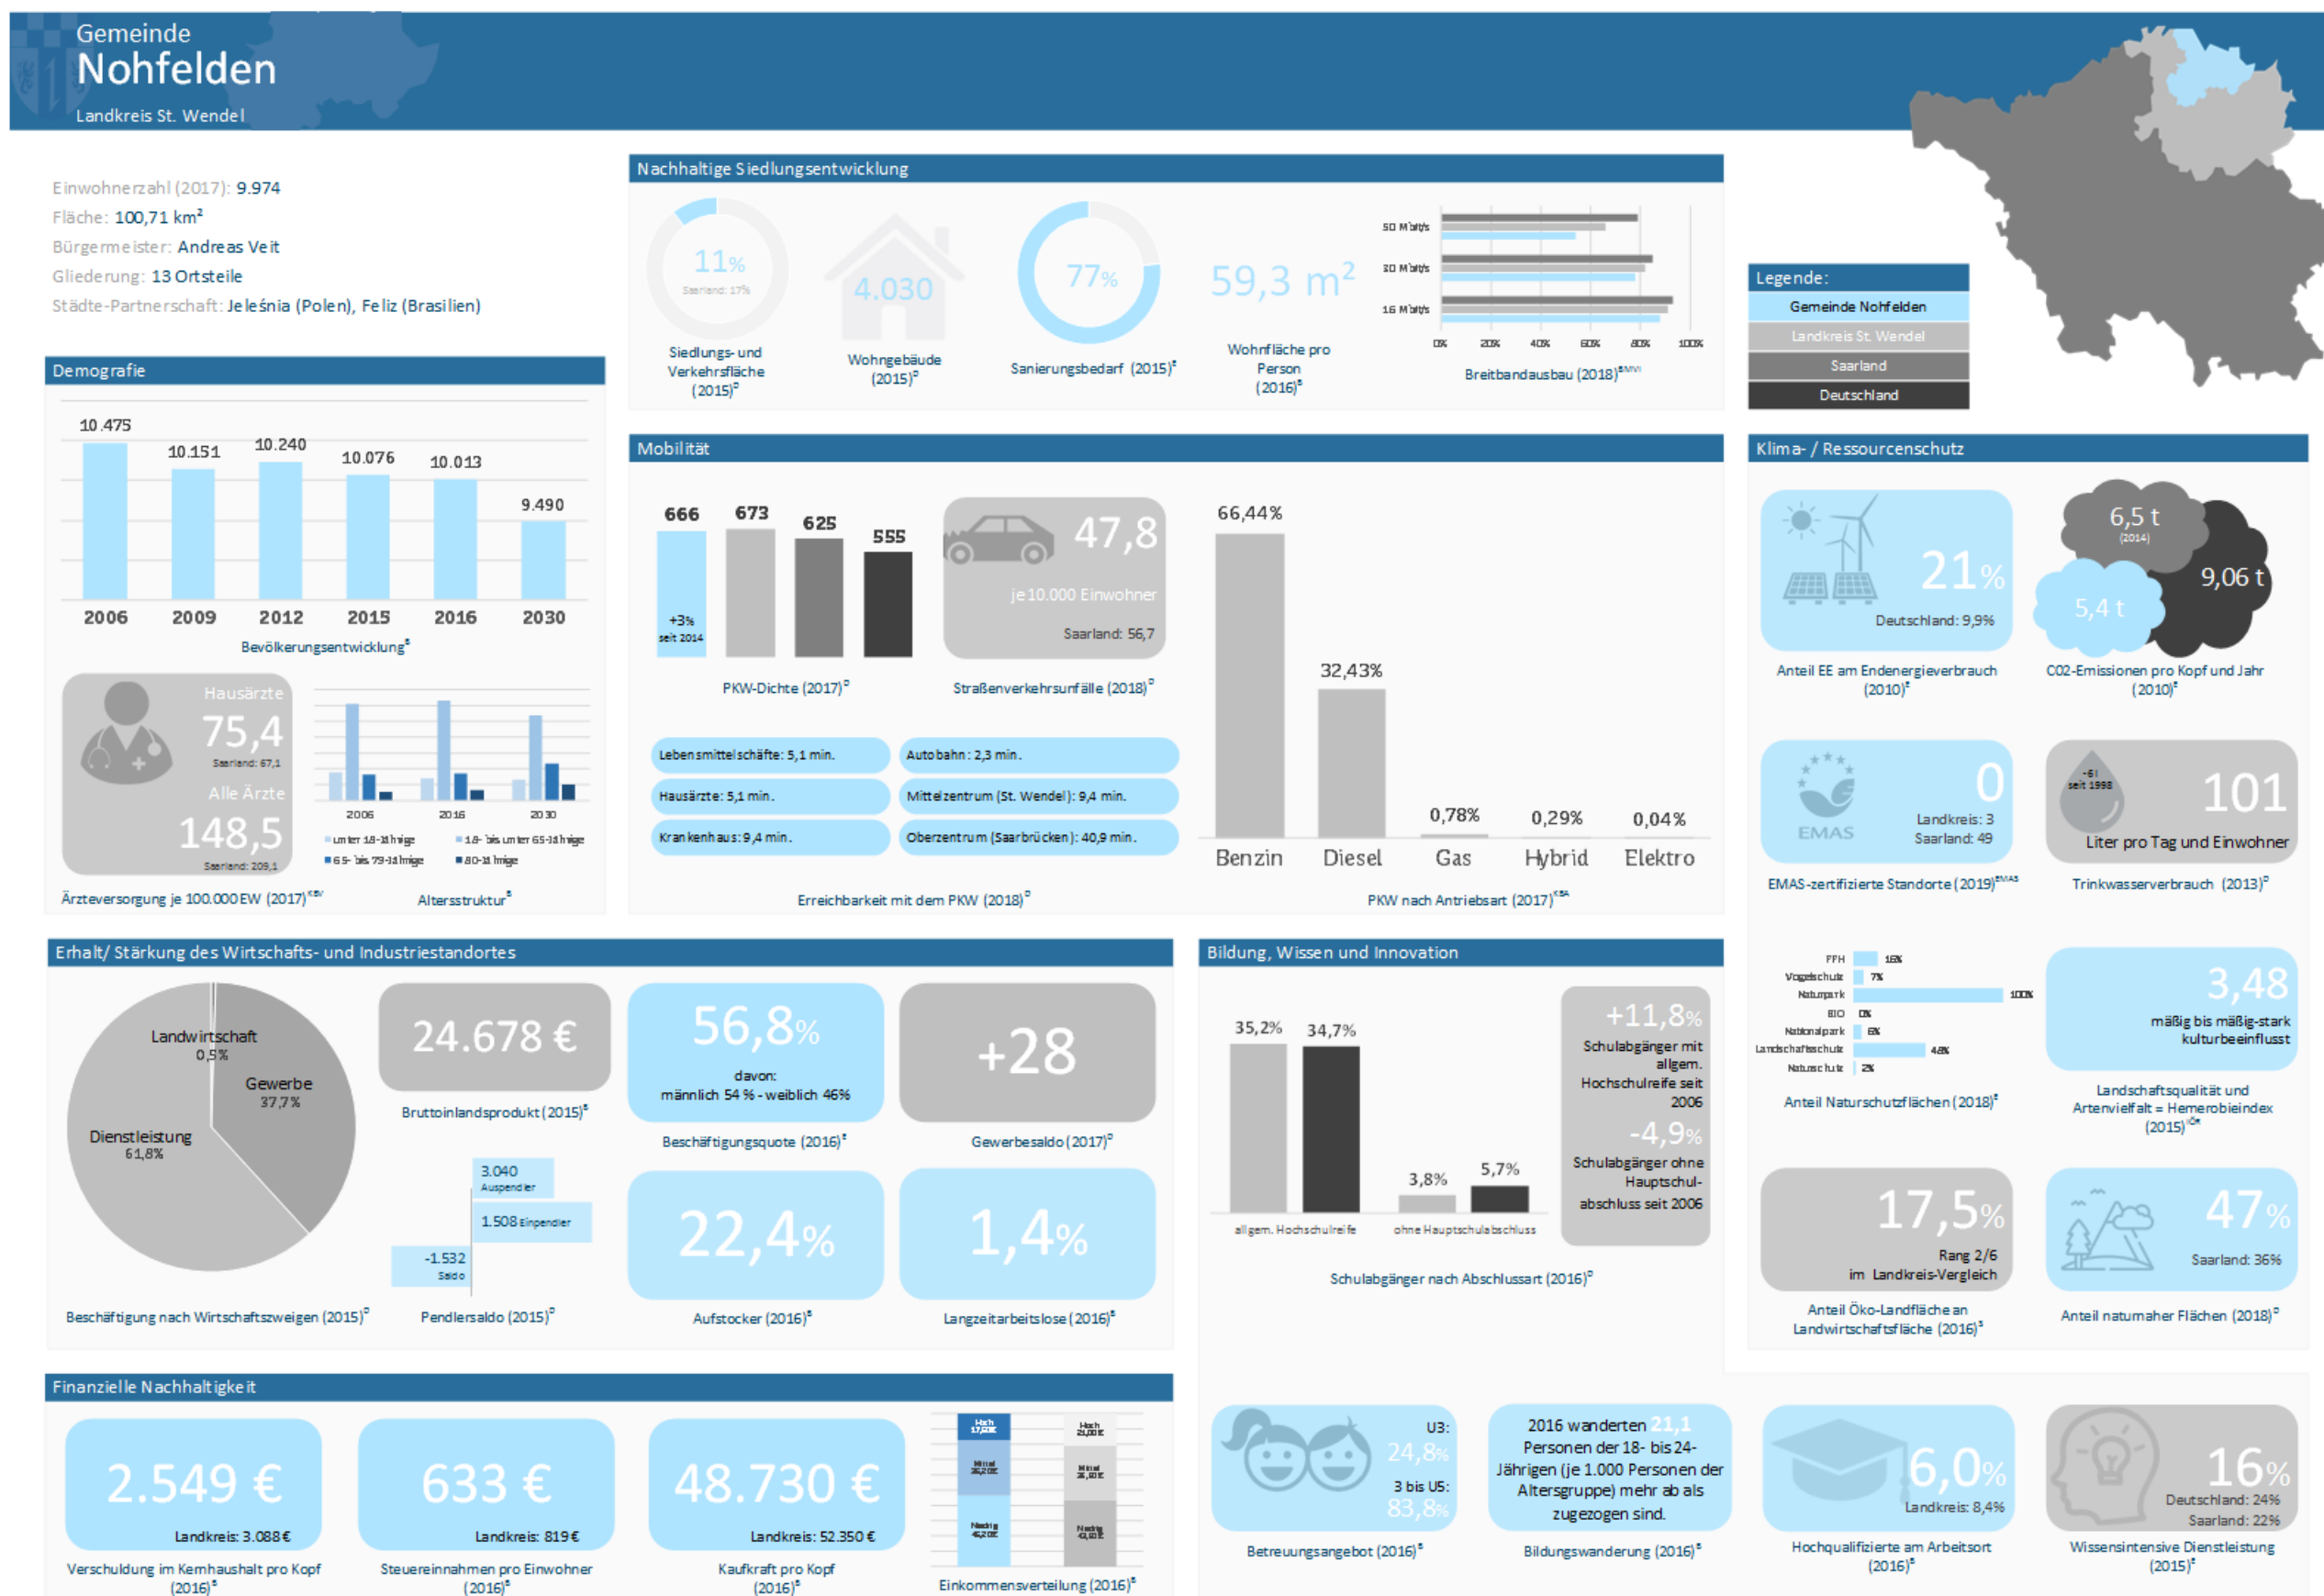 Gemeinde
Nohfelden
Landkreis St. Wendel
Einwohnerzahl (2017): 9.974
Fläche: 100,71 km²
Bürgermeister: Andreas Veit
Gliederung: 13 Ortsteile
Städte-Partnerschaft: Jeleśnia (Polen), Feliz (Brasilien)
Demografie
10.475
10.151
10.240
10.076
10.013
9.490
2006 2009 2012 2015 2016 2030
Bevölkerungsentwicklung
Hausärzte
75,4
Saarland: 67,1
Alle Ärzte
148,5
Saarland: 209,1
Ärzteversorgung je 100.000 EW (2017)
2006 2016 2030
unter 18-Jährige
18- bis unter 65-Jährige
65- bis 79-Jährige
80-Jährige
Altersstruktur
Nachhaltige Siedlungsentwicklung
11%
Saarland: 17%
Siedlungs- und
Verkehrsfläche
(2015)
4.030
Wohngebäude
(2015)
77%
Sanierungsbedarf (2015)
59,3 m²
Wohnfläche pro
Person
(2016)
50 Mbit/s
30 Mbit/s
16 Mbit/s
0% 20% 40% 60% 80% 100%
Breitbandausbau (2018)
Legende:
Gemeinde Nohfelden
Landkreis St. Wendel
Saarland
Deutschland
Mobilität
666 673 625 555
+3%
seit 2014
PKW-Dichte (2017)
47,8
je 10.000 Einwohner
Saarland: 56,7
Straßenverkehrsunfälle (2018)
Lebensmittelschäfte: 5,1 min.
Autobahn: 2,3 min.
Hausärzte: 5,1 min.
Mittelzentrum (St. Wendel): 9,4 min.
Krankenhaus: 9,4 min.
Oberzentrum (Saarbrücken): 40,9 min.
Erreichbarkeit mit dem PKW (2018)
66,44%
32,43%
0,78%
0,29%
0,04%
Benzin Diesel Gas Hybrid Elektro
PKW nach Antriebsart (2017)
Klima- / Ressourcenschutz
21%
Deutschland: 9,9%
Anteil EE am Endenergieverbrauch
(2010)
6,5 t
(2014)
9,06 t
5,4 t
C02-Emissionen pro Kopf und Jahr
(2010)
EMAS
0
Landkreis: 3
Saarland: 49
EMAS-zertifizierte Standorte (2019)
-6l
seit 1998
101
Liter pro Tag und Einwohner
Trinkwasserverbrauch (2013)
FFH 16%
Vogelschutz 7%
Naturpark 100%
BIO 0%
Nationalpark 6%
Landschaftsschutz 48%
Naturschutz 2%
Anteil Naturschutzflächen (2018)
3,48
mäßig bis mäßig-stark
kulturbeeinflusst
Landschaftsqualität und
Artenvielfalt = Hemerobieindex
(2015)
17,5%
Rang 2/6
im Landkreis-Vergleich
Anteil Öko-Landfläche an
Landwirtschaftsfläche (2016)
47%
Saarland: 36%
Anteil naturnaher Flächen (2018)
Erhalt/ Stärkung des Wirtschafts- und Industriestandortes
Landwirtschaft
0,5%
Gewerbe
37,7%
Dienstleistung
61,8%
Beschäftigung nach Wirtschaftszweigen (2015)
24.678 €
Bruttoinlandsprodukt (2015)
3.040
Auspendler
1.508 Einpendler
-1.532
Saldo
Pendlersaldo (2015)
56,8%
davon:
männlich 54 % - weiblich 46%
Beschäftigungsquote (2016)
+28
Gewerbesaldo (2017)
22,4%
Aufstocker (2016)
1,4%
Langzeitarbeitslose (2016)
Bildung, Wissen und Innovation
35,2%
34,7%
3,8%
5,7%
allgem. Hochschulreife
ohne Hauptschulabschluss
+11,8%
Schulabgänger mit
allgem.
Hochschulreife seit
2006
-4,9%
Schulabgänger ohne
Hauptschul-
abschluss seit 2006
Schulabgänger nach Abschlussart (2016)
U3:
24,8%
3 bis U5:
83,8%
Betreuungsangebot (2016)
2016 wanderten 21,1
Personen der 18- bis 24-
Jährigen (je 1.000 Personen der
Altersgruppe) mehr ab als
zugezogen sind.
Bildungswanderung (2016)
6,0%
Landkreis: 8,4%
Hochqualifizierte am Arbeitsort
(2016)
16%
Deutschland: 24%
Saarland: 22%
Wissensintensive Dienstleistung
(2015)
Finanzielle Nachhaltigkeit
2.549 €
Landkreis: 3.088 €
Verschuldung im Kernhaushalt pro Kopf
(2016)
633 €
Landkreis: 819 €
Steuereinnahmen pro Einwohner
(2016)
48.730 €
Landkreis: 52.350 €
Kaufkraft pro Kopf
(2016)
Hoch
Hoch
Mittel
Mittel
Niedrig
Niedrig
Einkommensverteilung (2016)